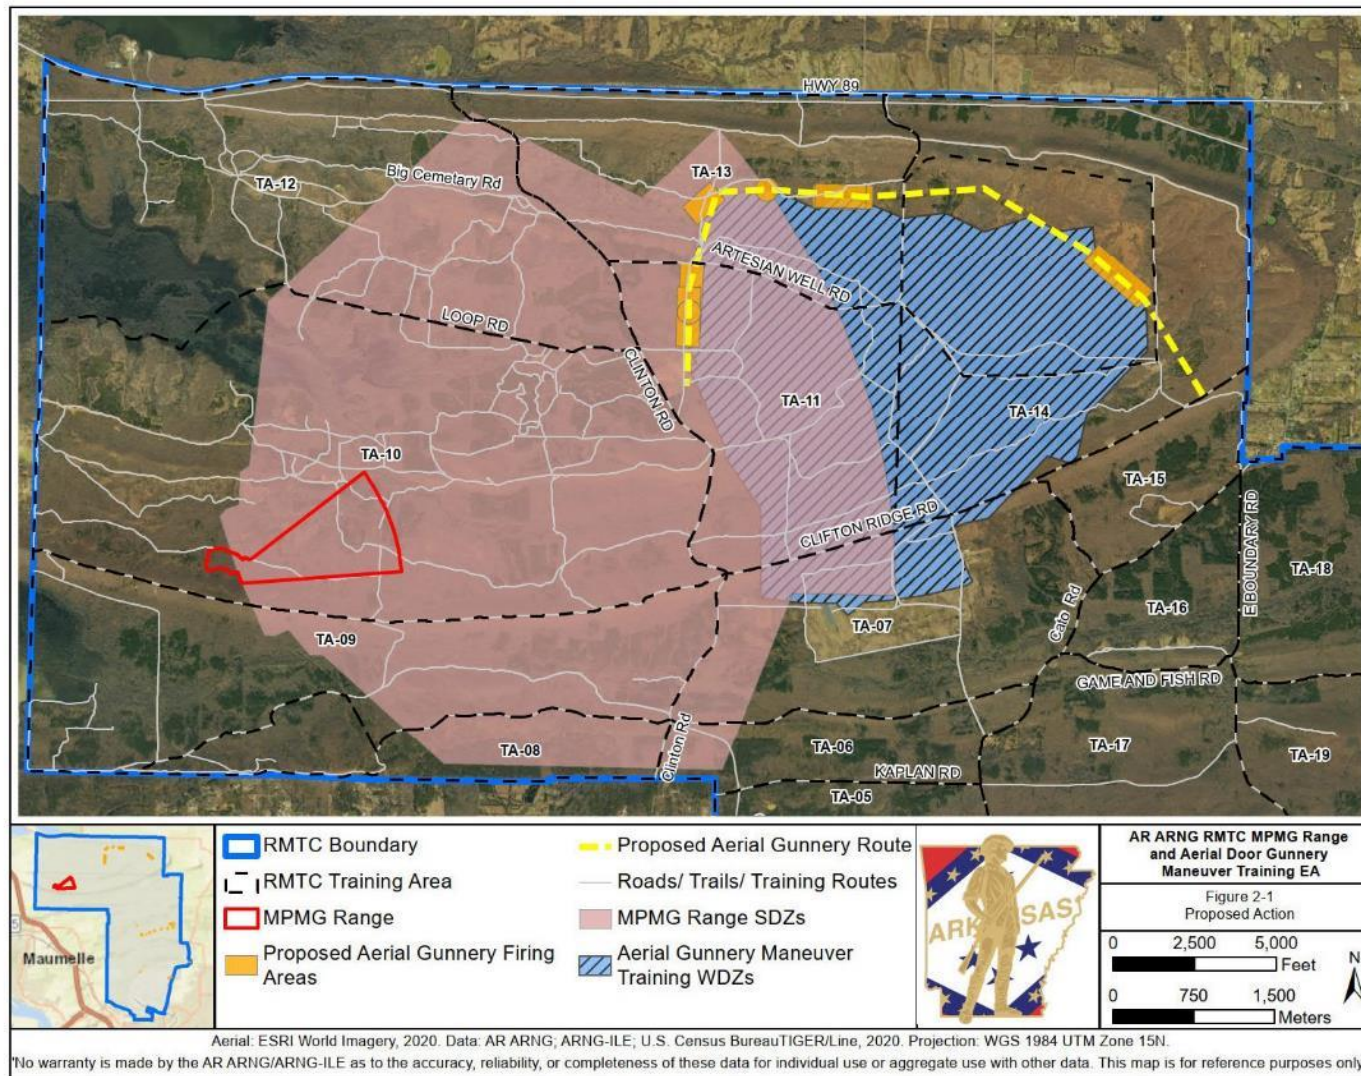 HWY 89
TA-13
Big Cemetary Rd
TA-12
ARTESIAN WELL RD
LOOP RD
CLINTON RD
TA-11
TA-14
TA-10
TA-15
CLIFTON RIDGE RD
E BOUNDARY RD
TA-18
Cato Rd
TA-16
TA-09
TA-07
GAME AND FISH RD
Clinton Rd
TA-08
TA-06
TA-17
TA-19
KAPLAN RD
TA-05
Maumelle
RMTC Boundary
RMTC Training Area
MPMG Range
Proposed Aerial Gunnery Firing
Areas
Proposed Aerial Gunnery Route
Roads/ Trails/ Training Routes
MPMG Range SDZs
Aerial Gunnery Maneuver
Training WDZs
ARKANSAS
AR ARNG RMTC MPMG Range
and Aerial Door Gunnery
Maneuver Training EA
Figure 2-1
Proposed Action
0 2,500 5,000
Feet
0 750 1,500
Meters
N
Aerial: ESRI World Imagery, 2020. Data: AR ARNG; ARNG-ILE; U.S. Census BureauTIGER/Line, 2020. Projection: WGS 1984 UTM Zone 15N.
"No warranty is made by the AR ARNG/ARNG-ILE as to the accuracy, reliability, or completeness of these data for individual use or aggregate use with other data. This map is for reference purposes only